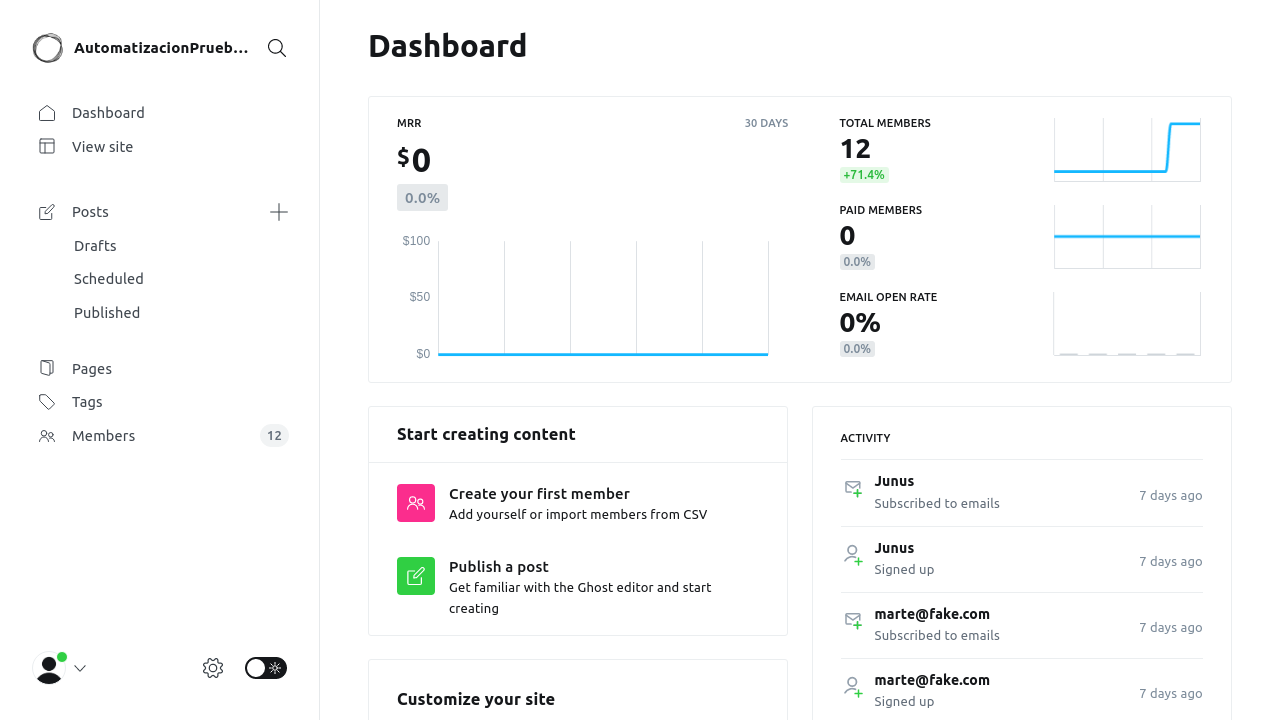 AutomatizacionPrueb…
Dashboard
View site
Posts
Drafts
Scheduled
Published
Pages
Tags
Members
12
Dashboard
MRR
30 DAYS
$0
0.0%
$100
$50
$0
TOTAL MEMBERS
12
+71.4%
PAID MEMBERS
0
0.0%
EMAIL OPEN RATE
0%
0.0%
Start creating content
Create your first member
Add yourself or import members from CSV
Publish a post
Get familiar with the Ghost editor and start
creating
Customize your site
ACTIVITY
Junus
Subscribed to emails
7 days ago
Junus
Signed up
7 days ago
marte@fake.com
Subscribed to emails
7 days ago
marte@fake.com
Signed up
7 days ago